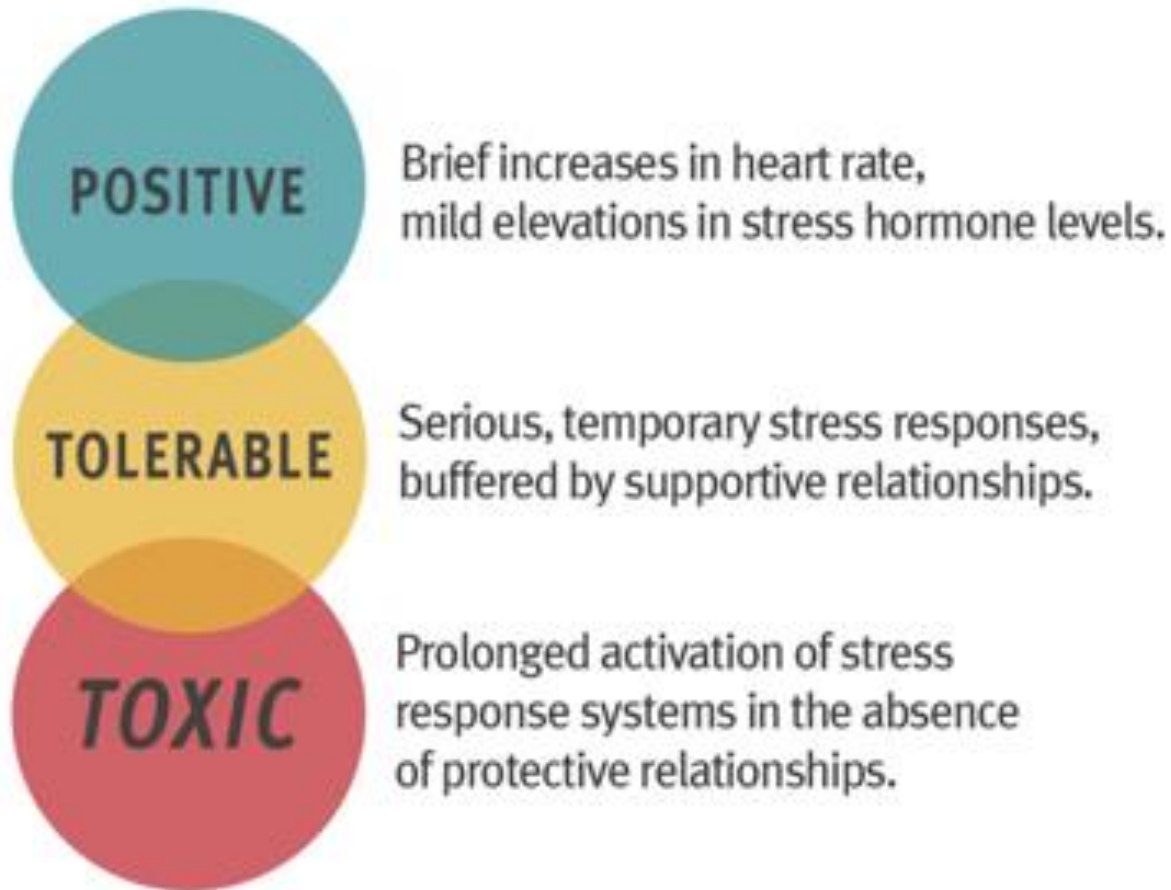 POSITIVE
Brief increases in heart rate,
mild elevations in stress hormone levels.
TOLERABLE
Serious, temporary stress responses,
buffered by supportive relationships.
TOXIC
Prolonged activation of stress
response systems in the absence
of protective relationships.